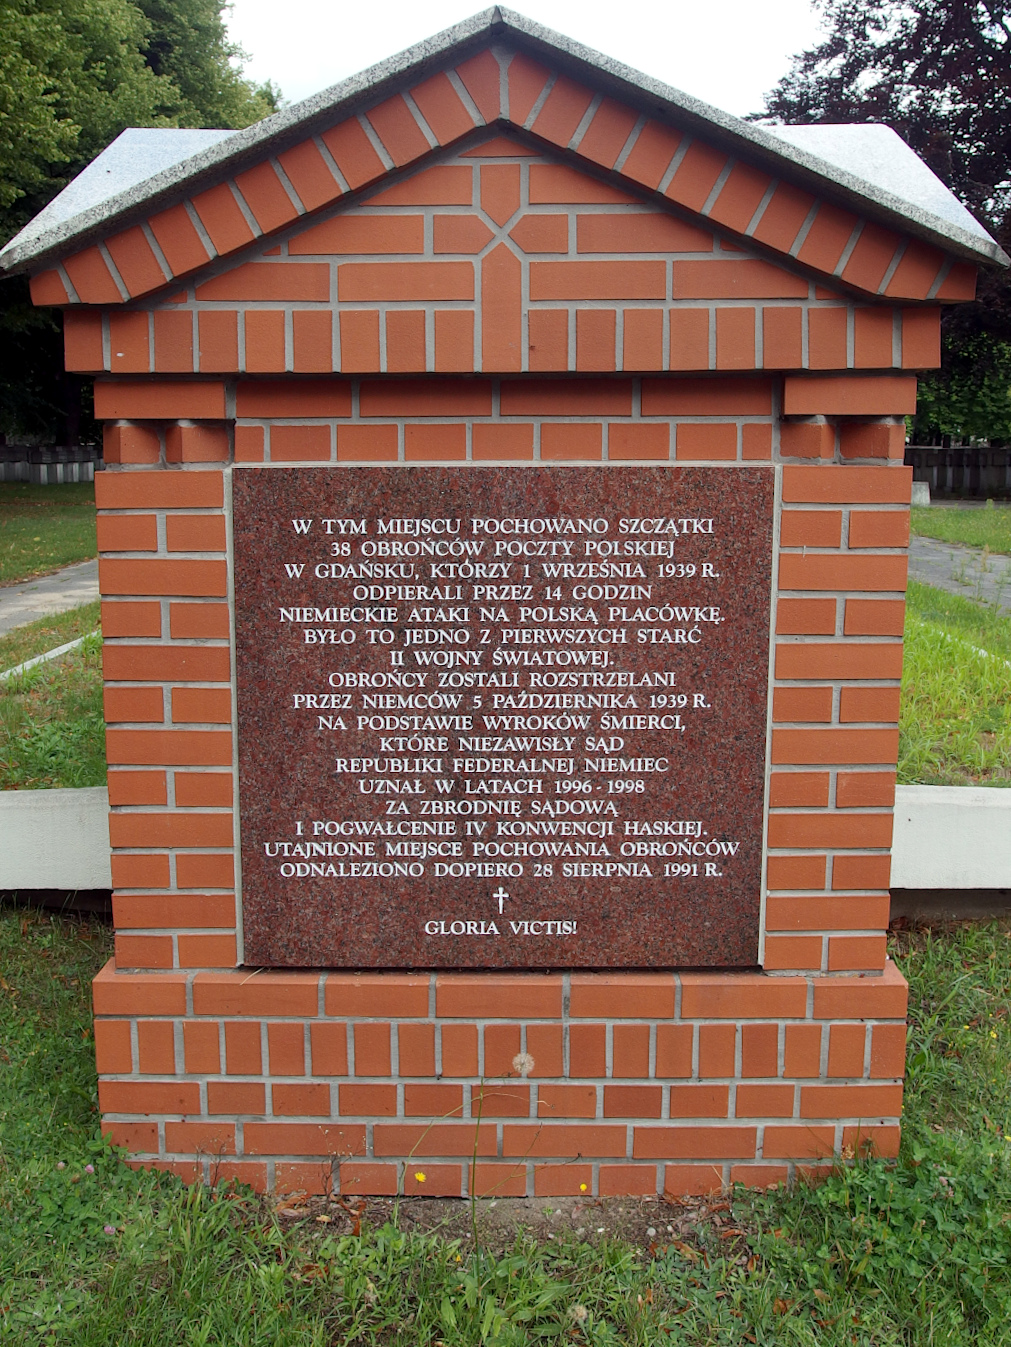 W TYM MIEJSCU POCHOWANO SZCZĄTKI
38 OBROŃCÓW POCZTY POLSKIEJ
W GDAŃSKU, KTÓRZY 1 WRZEŚNIA 1939 R.
ODPIERALI PRZEZ 14 GODZIN
NIEMIECKIE ATAKI NA POLSKĄ PLACÓWKĘ.
BYŁO TO JEDNO Z PIERWSZYCH STARĆ
II WOJNY ŚWIATOWEJ.
OBROŃCY ZOSTALI ROZSTRZELANI
PRZEZ NIEMCÓW 5 PAŹDZIERNIKA 1939 R.
NA PODSTAWIE WYROKÓW ŚMIERCI,
KTÓRE NIEZAWISŁY SĄD
REPUBLIKI FEDERALNEJ NIEMIEC
UZNAŁ W LATACH 1996 - 1998
ZA ZBRODNIĘ SĄDOWĄ
I POGWAŁCENIE IV KONWENCJI HASKIEJ.
UTAJNIONE MIEJSCE POCHOWANIA OBROŃCÓW
ODNALEZIONO DOPIERO 28 SIERPNIA 1991 R.
GLORIA VICTIS!